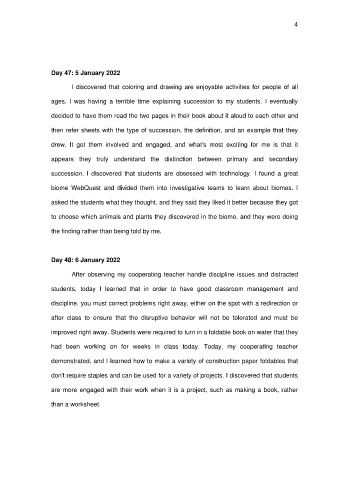 4
Day 47: 5 January 2022
I discovered that coloring and drawing are enjoyable activities for people of all
ages. I was having a terrible time explaining succession to my students. I eventually
decided to have them read the two pages in their book about it aloud to each other and
then refer sheets with the type of succession, the definition, and an example that they
drew. It got them involved and engaged, and what's most exciting for me is that it
appears they truly understand the distinction between primary and secondary
succession. I discovered that students are obsessed with technology. I found a great
biome WebQuest and divided them into investigative teams to learn about biomes. I
asked the students what they thought, and they said they liked it better because they got
to choose which animals and plants they discovered in the biome, and they were doing
the finding rather than being told by me.
Day 48: 6 January 2022
After observing my cooperating teacher handle discipline issues and distracted
students, today I learned that in order to have good classroom management and
discipline, you must correct problems right away, either on the spot with a redirection or
after class to ensure that the disruptive behavior will not be tolerated and must be
improved right away. Students were required to turn in a foldable book on water that they
had been working on for weeks in class today. Today, my cooperating teacher
demonstrated, and I learned how to make a variety of construction paper foldables that
don't require staples and can be used for a variety of projects. I discovered that students
are more engaged with their work when it is a project, such as making a book, rather
than a worksheet.